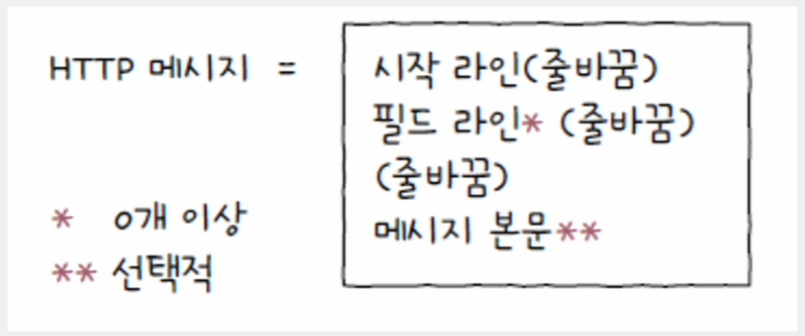 HTTP 메시지 =
시작 라인(줄바꿈)
필드 라인* (줄바꿈)
(줄바꿈)
메시지 본문**
* 0개 이상
** 선택적